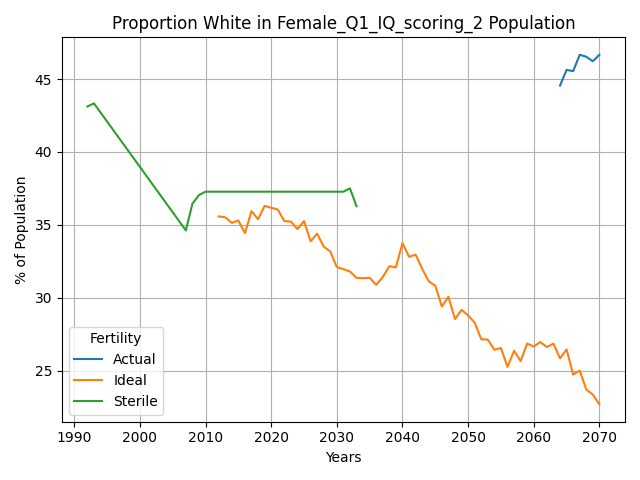 Proportion White in Female_Q1_IQ_scoring_2 Population
% of Population
45
40
35
30
25
Fertility
Actual
Ideal
Sterile
1990 2000 2010 2020 2030 2040 2050 2060 2070
Years